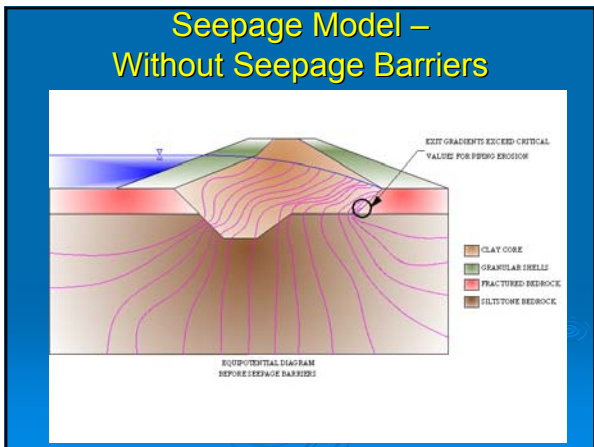 Seepage Model –
Without Seepage Barriers
EXIT GRADIENTS EXCEED CRITICAL
VALUES FOR PIPING EROSION
CLAY CORE
GRANULAR SHELLS
FRACTURED BEDROCK
SILTSTONE BEDROCK
EQUIPOTENTIAL DIAGRAM
BEFORE SEEPAGE BARRIERS